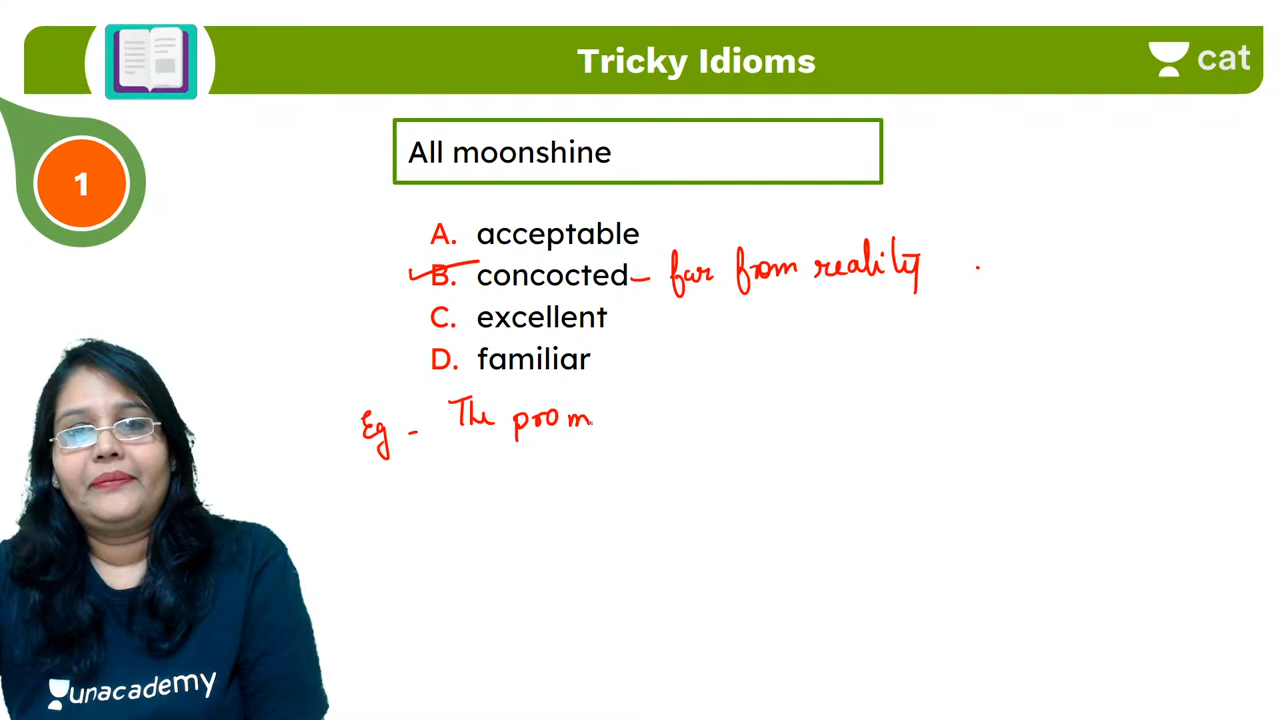 Tricky Idioms
cat
1
All moonshine
A. acceptable
B. concocted - far from reality
C. excellent
D. familiar
Eg - The prom
unacademy